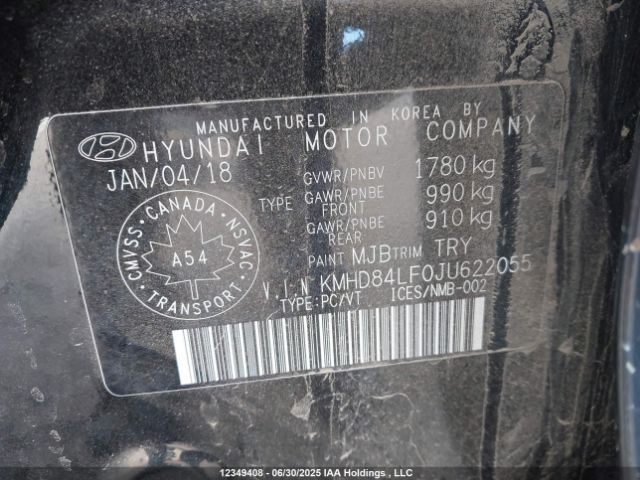 MANUFACTURED IN KOREA BY
HYUNDAI MOTOR COMPANY
JAN/04/18
GVWR/PNBV 1780 kg
TYPE GAWR/PNBE FRONT 990 kg
GAWR/PNBE REAR 910 kg
PAINT MJB TRIM TRY
V.I.N KMHD84LF0JU622055
TYPE:PC/VT ICES/NMB-002
CMVSS · CANADA · NSVAC
A54
TRANSPORT
12349408 - 06/30/2025 IAA Holdings , LLC